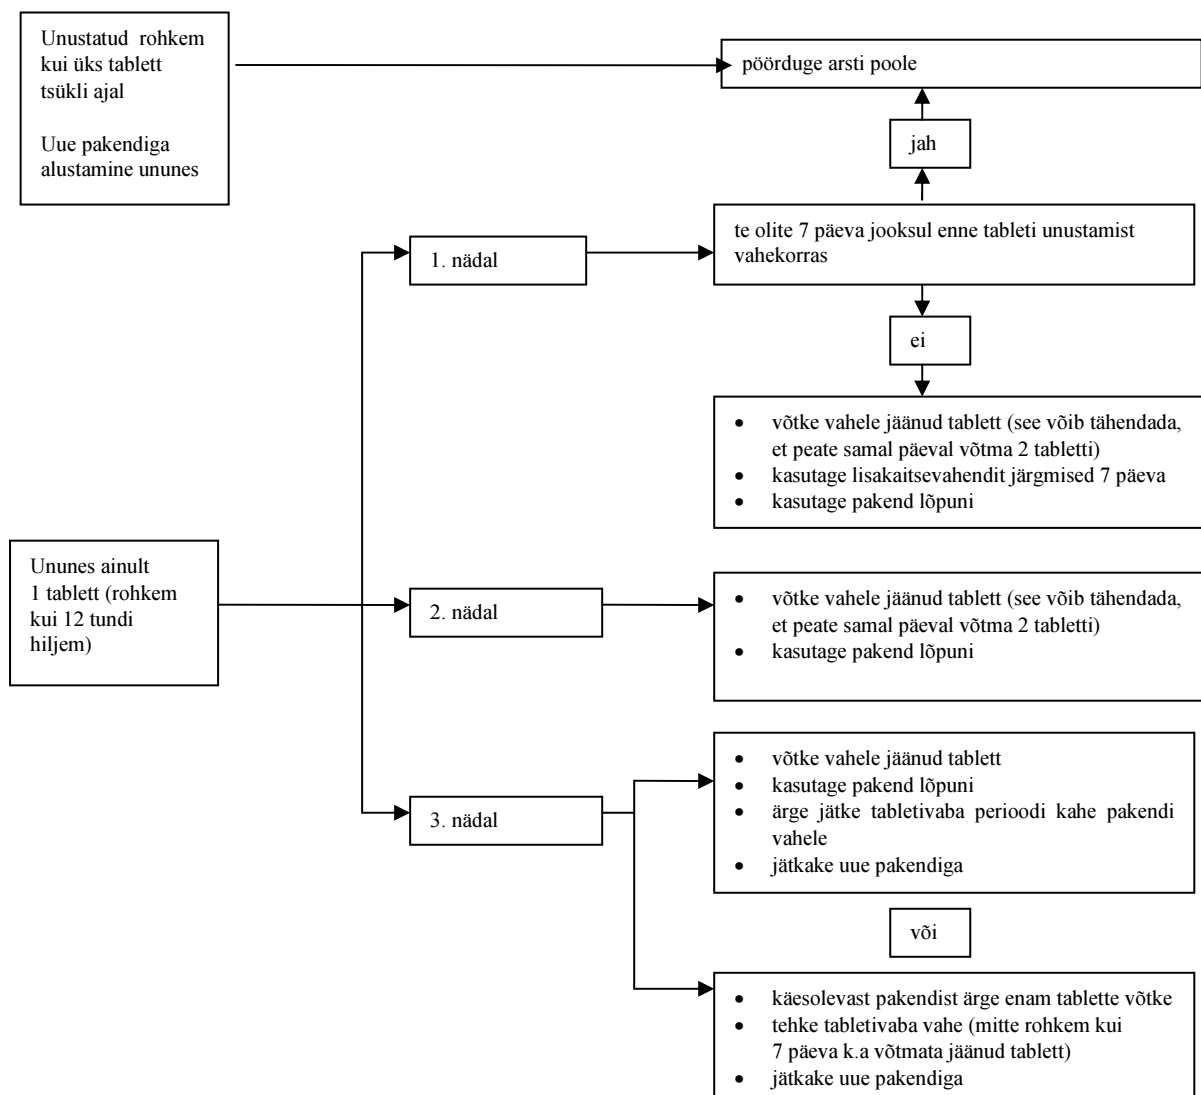 Unustatud rohkem
kui üks tablett
tsükli ajal
Uue pakendiga
alustamine ununes
pöörduge arsti poole
jah
te olite 7 päeva jooksul enne tableti unustamist
vahekorras
1. nädal
ei
• võtke vahele jäänud tablett (see võib tähendada,
et peate samal päeval võtma 2 tabletti)
• kasutage lisakaitsevahendit järgmised 7 päeva
• kasutage pakend lõpuni
Ununes ainult
1 tablett (rohkem
kui 12 tundi
hiljem)
2. nädal
• võtke vahele jäänud tablett (see võib tähendada,
et peate samal päeval võtma 2 tabletti)
• kasutage pakend lõpuni
3. nädal
• võtke vahele jäänud tablett
• kasutage pakend lõpuni
• ärge jätke tabletivaba perioodi kahe pakendi
vahele
• jätkake uue pakendiga
või
• käesolevast pakendist ärge enam tablette võtke
• tehke tabletivaba vahe (mitte rohkem kui
7 päeva k.a võtmata jäänud tablett)
• jätkake uue pakendiga